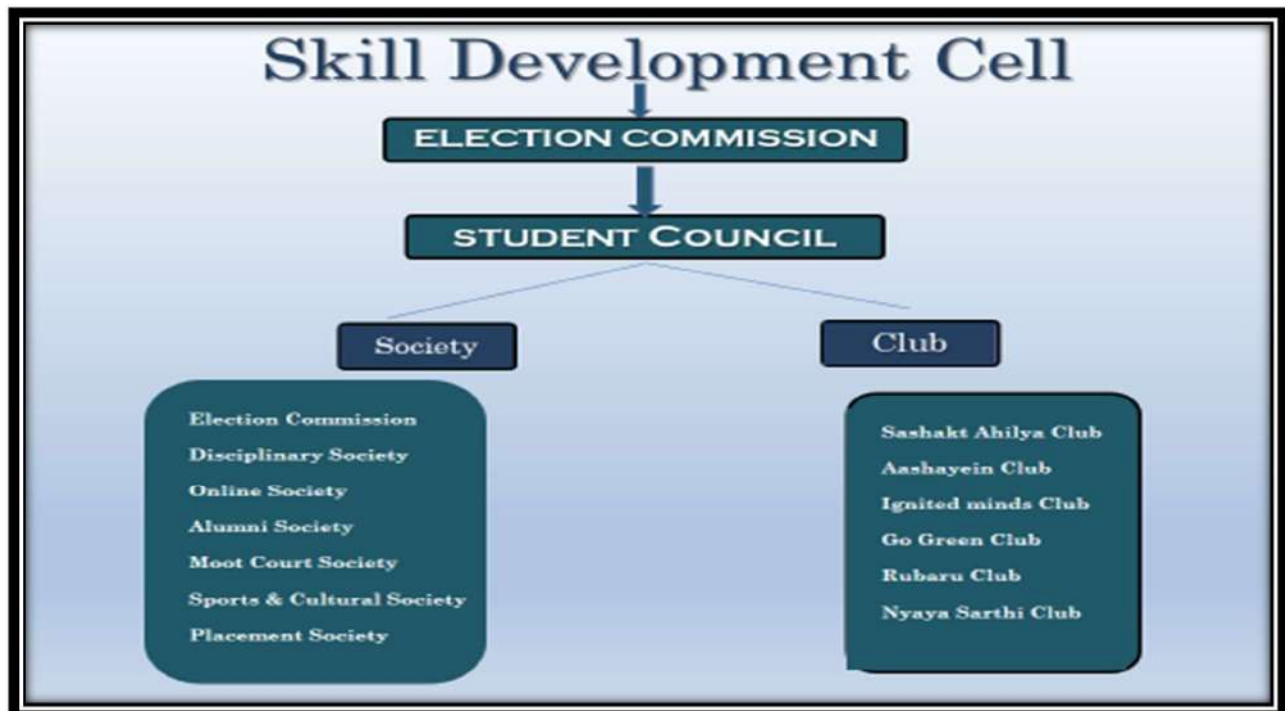 Skill Development Cell
ELECTION COMMISSION
STUDENT COUNCIL
Society
Election Commission
Disciplinary Society
Online Society
Alumni Society
Moot Court Society
Sports & Cultural Society
Placement Society
Club
Sashakt Ahilya Club
Aashayein Club
Ignited minds Club
Go Green Club
Rubaru Club
Nyaya Sarthi Club